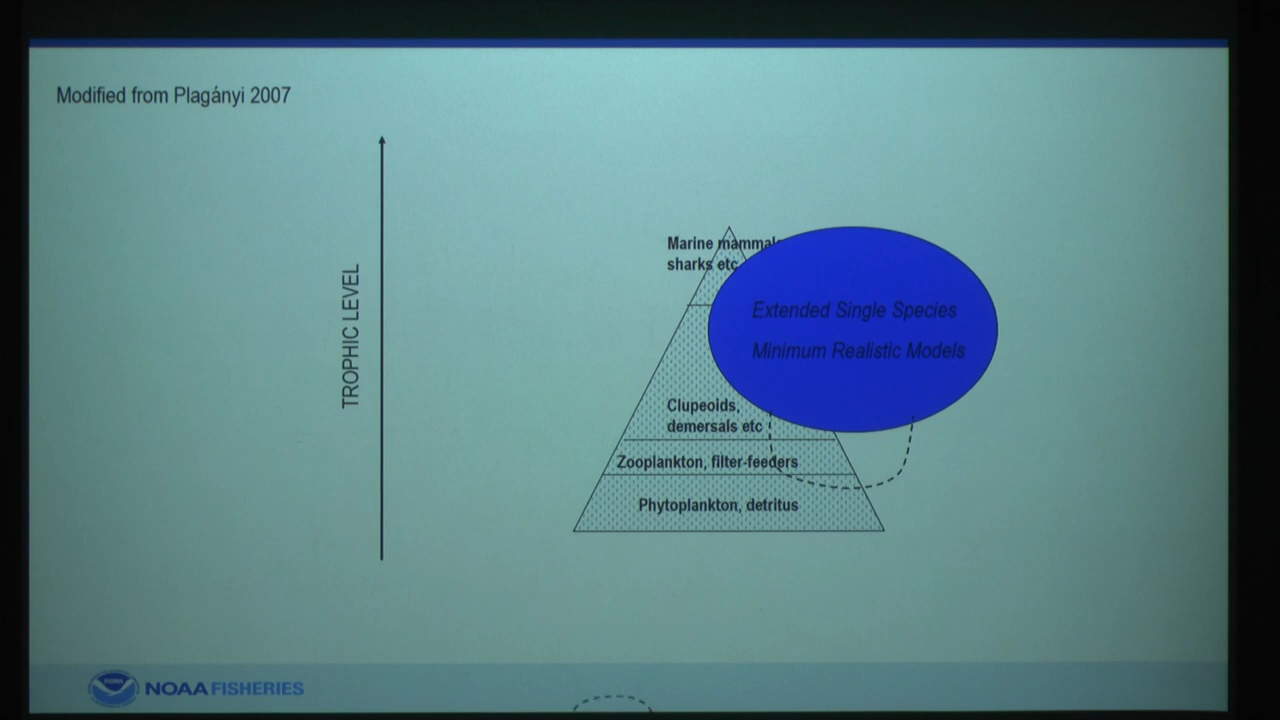 Modified from Plagányi 2007
TROPHIC LEVEL
Marine mammals
sharks etc
Extended Single Species
Minimum Realistic Models
Clupeoids,
demersals etc
Zooplankton, filter-feeders
Phytoplankton, detritus
NOAA FISHERIES